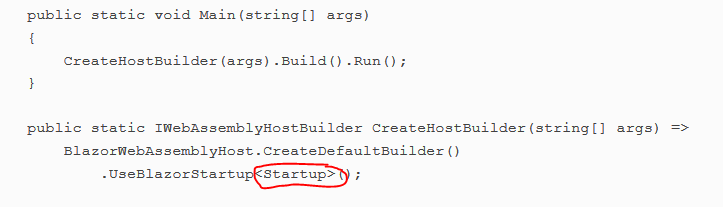 public static void Main(string[] args)
{
    CreateHostBuilder(args).Build().Run();
}
public static IWebAssemblyHostBuilder CreateHostBuilder(string[] args) =>
    BlazorWebAssemblyHost.CreateDefaultBuilder()
        .UseBlazorStartup<Startup>();